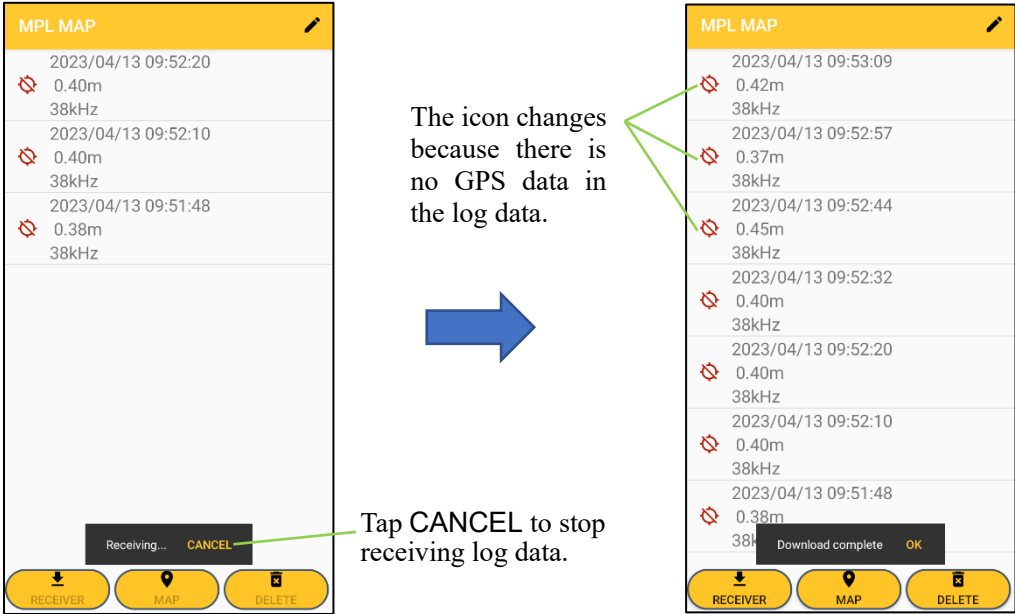 MPL MAP
2023/04/13 09:52:20
0.40m
38kHz
2023/04/13 09:52:10
0.40m
38kHz
2023/04/13 09:51:48
0.38m
38kHz
Receiving... CANCEL
RECEIVER MAP DELETE
The icon changes
because there is
no GPS data in
the log data.
Tap CANCEL to stop
receiving log data.
MPL MAP
2023/04/13 09:53:09
0.42m
38kHz
2023/04/13 09:52:57
0.37m
38kHz
2023/04/13 09:52:44
0.45m
38kHz
2023/04/13 09:52:32
0.40m
38kHz
2023/04/13 09:52:20
0.40m
38kHz
2023/04/13 09:52:10
0.40m
38kHz
2023/04/13 09:51:48
0.38m
38k
Download complete OK
RECEIVER MAP DELETE